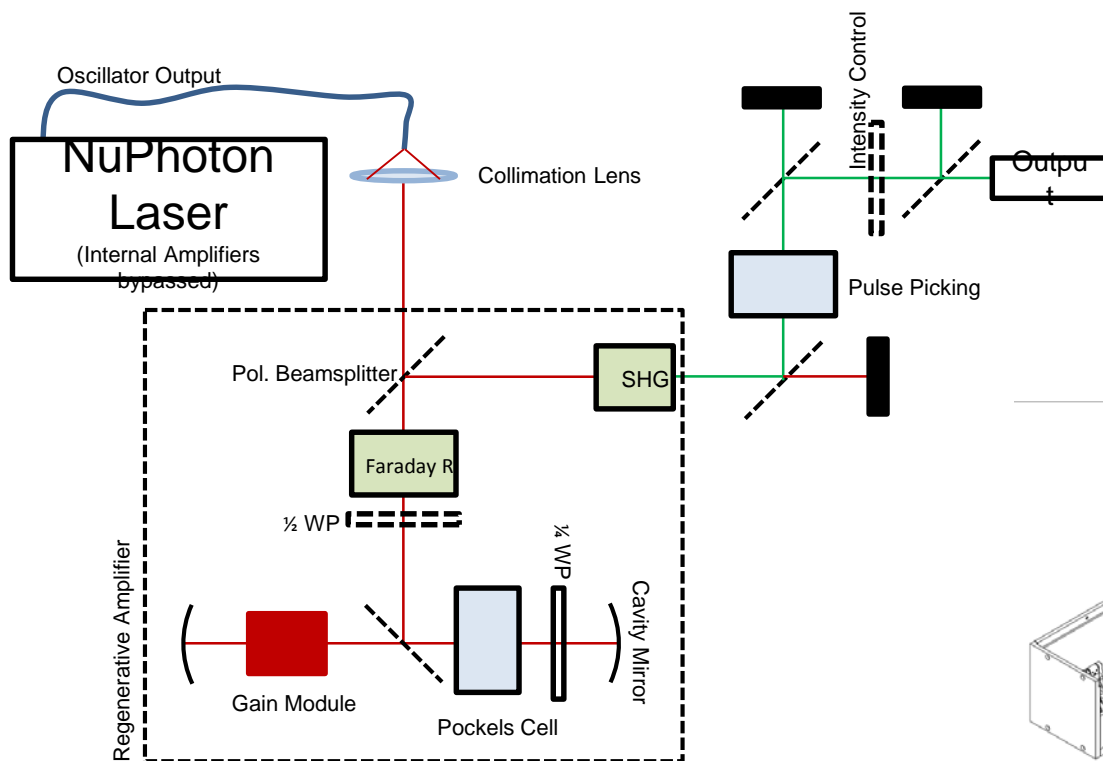 Oscillator Output
NuPhoton
Laser
(Internal Amplifiers
bypassed)
Collimation Lens
Intensity Control
Outpu
t
Pulse Picking
Pol. Beamsplitter
SHG
Faraday R
½ WP
¼ WP
Regenerative Amplifier
Cavity Mirror
Gain Module
Pockels Cell